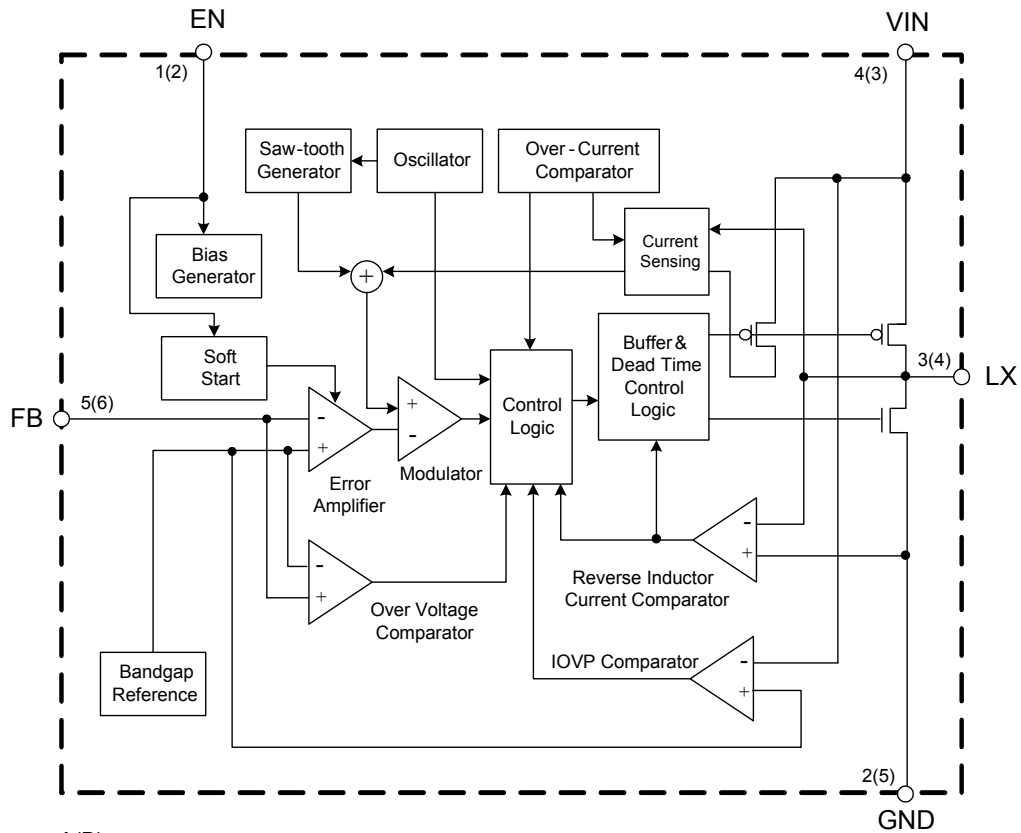 EN
VIN
1(2)
4(3)
Saw-tooth
Generator
Oscillator
Over-Current
Comparator
Current
Sensing
Bias
Generator
+
Soft
Start
Buffer &
Dead Time
Control
Logic
3(4)
LX
FB
5(6)
-
+
Error
Amplifier
+
-
Modulator
Control
Logic
-
+
Reverse Inductor
Current Comparator
-
+
Over Voltage
Comparator
Bandgap
Reference
IOVP Comparator
-
+
2(5)
GND